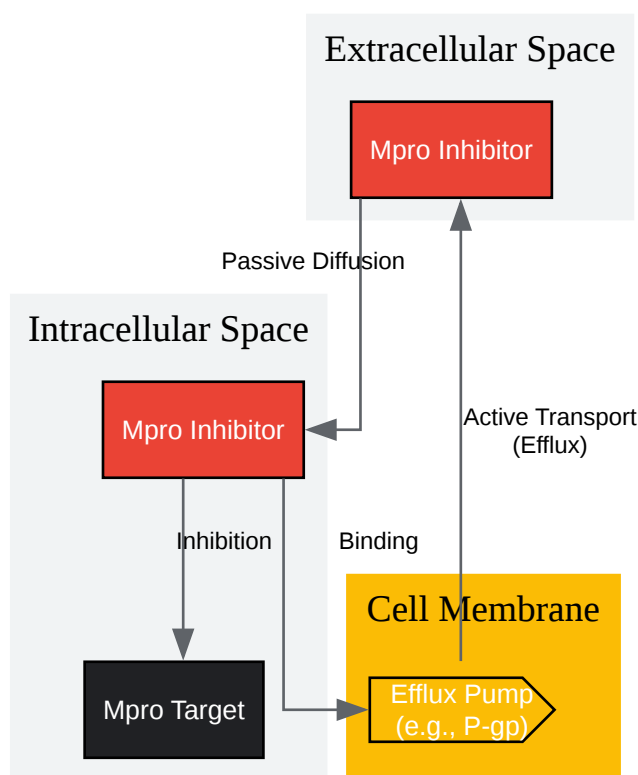 Extracellular Space
Mpro Inhibitor
Passive Diffusion
Intracellular Space
Mpro Inhibitor
Active Transport
(Efflux)
Inhibition
Binding
Cell Membrane
Mpro Target
Efflux Pump
(e.g., P-gp)